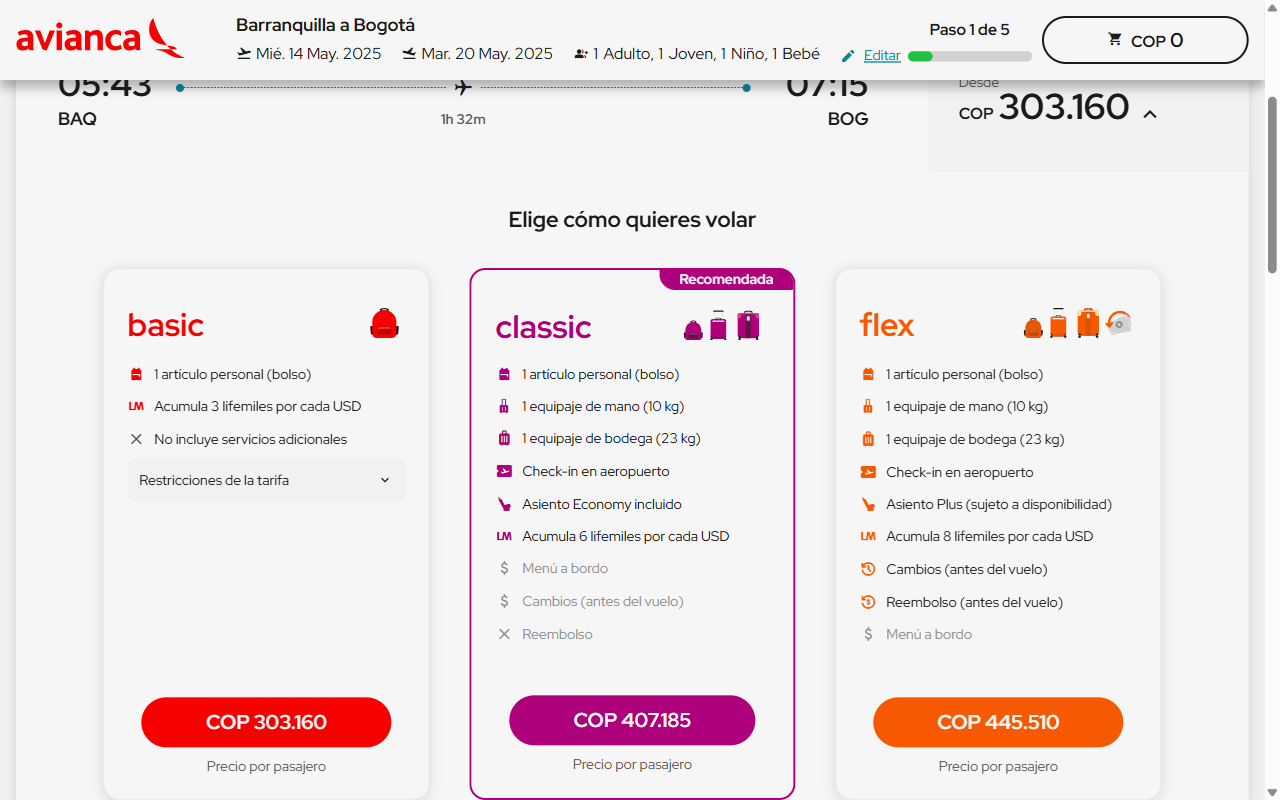 avianca
Barranquilla a Bogotá
Mié. 14 May. 2025
Mar. 20 May. 2025
1 Adulto, 1 Joven, 1 Niño, 1 Bebé
Editar
Paso 1 de 5
COP 0
05:43
BAQ
1h 32m
07:15
BOG
Desde
COP 303.160
Elige cómo quieres volar
basic
1 artículo personal (bolso)
LM Acumula 3 lifemiles por cada USD
No incluye servicios adicionales
Restricciones de la tarifa
COP 303.160
Precio por pasajero
Recomendada
classic
1 artículo personal (bolso)
1 equipaje de mano (10 kg)
1 equipaje de bodega (23 kg)
Check-in en aeropuerto
Asiento Economy incluido
LM Acumula 6 lifemiles por cada USD
$ Menú a bordo
$ Cambios (antes del vuelo)
Reembolso
COP 407.185
Precio por pasajero
flex
1 artículo personal (bolso)
1 equipaje de mano (10 kg)
1 equipaje de bodega (23 kg)
Check-in en aeropuerto
Asiento Plus (sujeto a disponibilidad)
LM Acumula 8 lifemiles por cada USD
Cambios (antes del vuelo)
Reembolso (antes del vuelo)
$ Menú a bordo
COP 445.510
Precio por pasajero